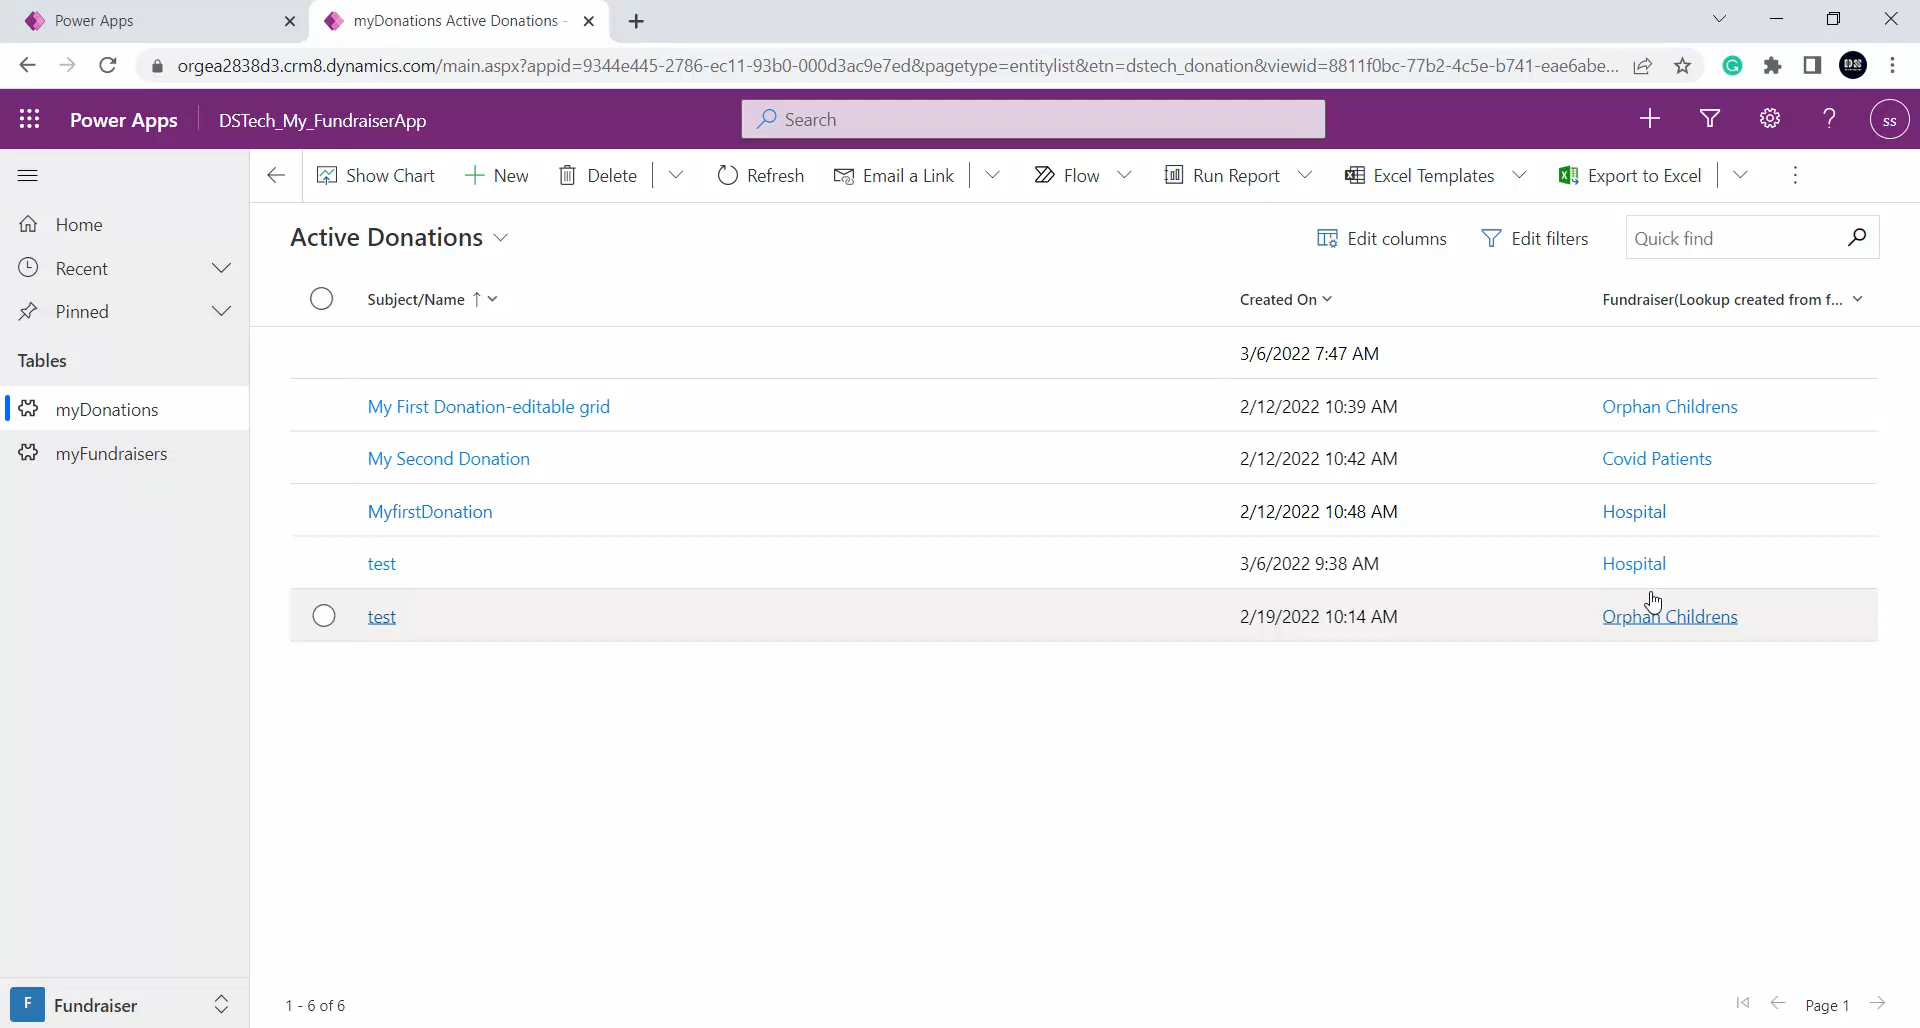 Power Apps
myDonations Active Donations -
orgea2838d3.crm8.dynamics.com/main.aspx?appid=9344e445-2786-ec11-93b0-000d3ac9e7ed&pagetype=entitylist&etn=dstech_donation&viewid=8811f0bc-77b2-4c5e-b741-eae6abe...
Power Apps
DSTech_My_FundraiserApp
Search
SS
Show Chart
New
Delete
Refresh
Email a Link
Flow
Run Report
Excel Templates
Export to Excel
Home
Recent
Pinned
Tables
myDonations
myFundraisers
F Fundraiser
Active Donations
Edit columns
Edit filters
Quick find
Subject/Name Created On Fundraiser(Lookup created from f...
3/6/2022 7:47 AM
My First Donation-editable grid 2/12/2022 10:39 AM Orphan Childrens
My Second Donation 2/12/2022 10:42 AM Covid Patients
MyfirstDonation 2/12/2022 10:48 AM Hospital
test 3/6/2022 9:38 AM Hospital
test 2/19/2022 10:14 AM Orphan Childrens
1 - 6 of 6
Page 1